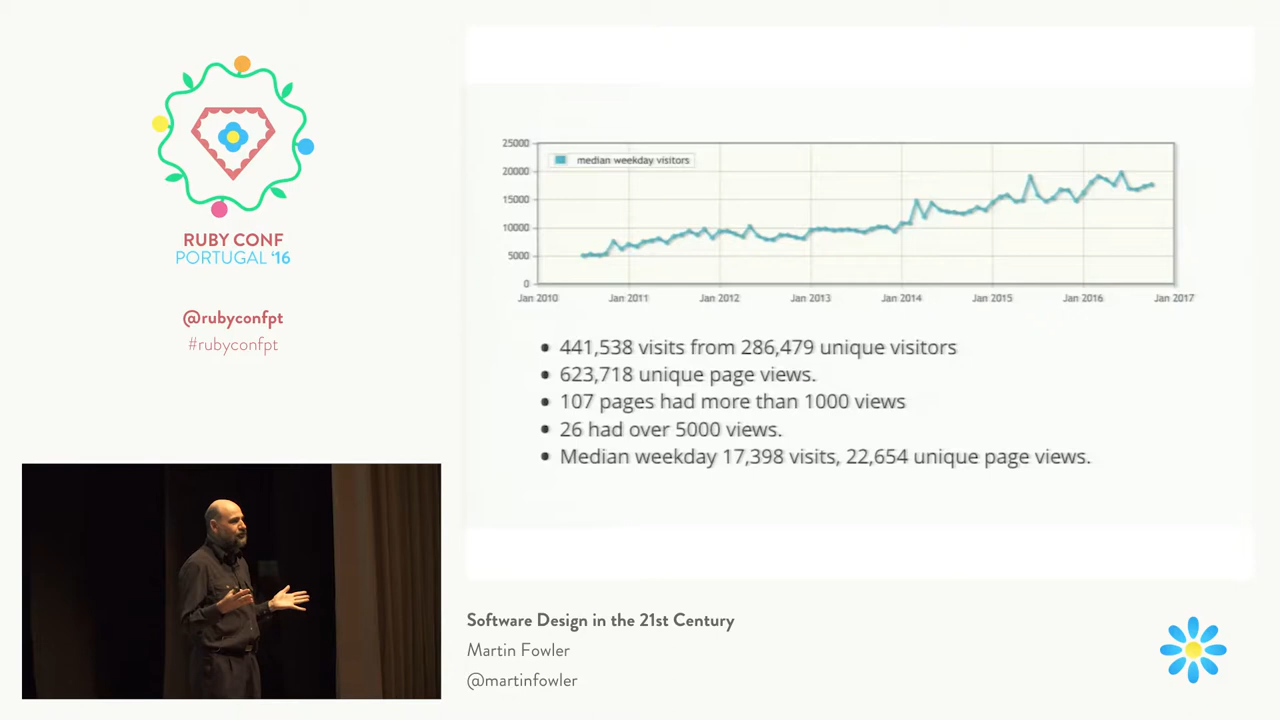 RUBY CONF
PORTUGAL '16
@rubyconfpt
#rubyconfpt
25000
20000
15000
10000
5000
0
median weekday visitors
Jan 2010 Jan 2011 Jan 2012 Jan 2013 Jan 2014 Jan 2015 Jan 2016 Jan 2017
• 441,538 visits from 286,479 unique visitors
• 623,718 unique page views.
• 107 pages had more than 1000 views
• 26 had over 5000 views.
• Median weekday 17,398 visits, 22,654 unique page views.
Software Design in the 21st Century
Martin Fowler
@martinfowler